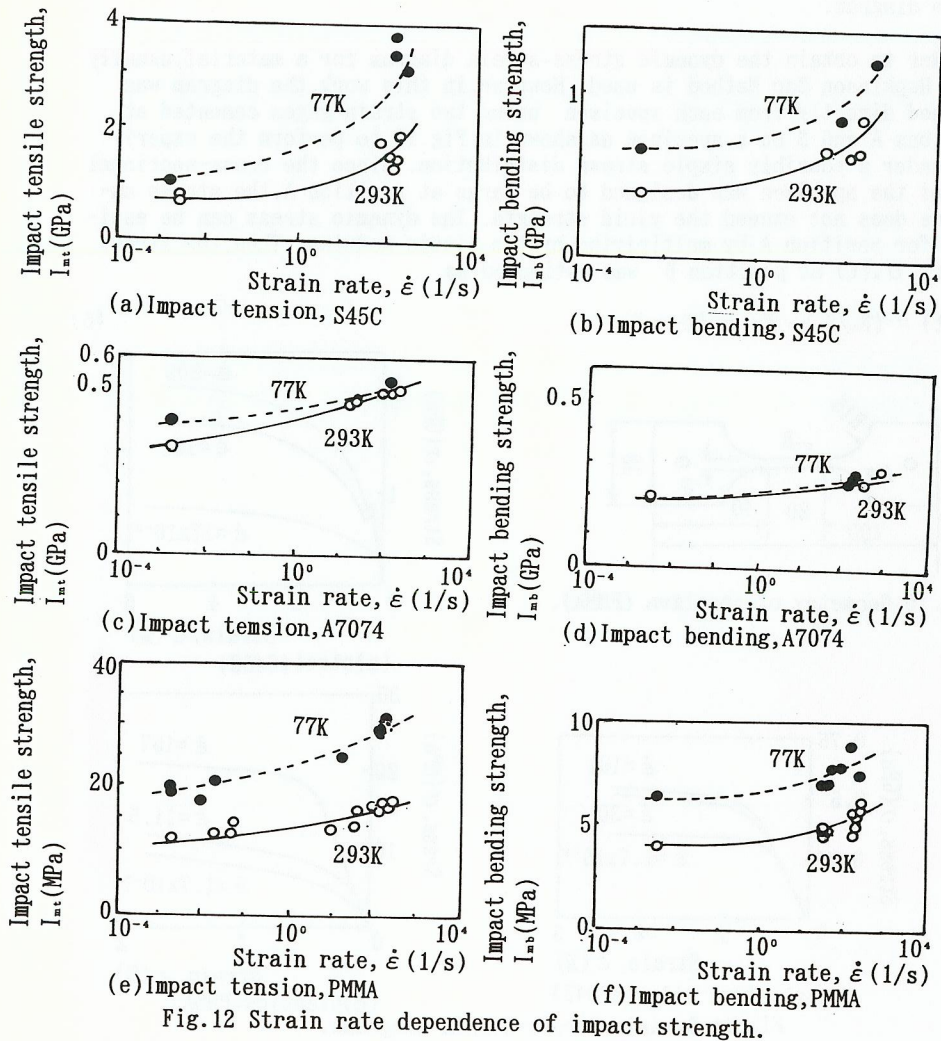 Impact tensile strength,
Imt(GPa)
4
2
0
77K
293K
10⁻⁴
10⁰
10⁴
Strain rate, ε̇ (1/s)
(a)Impact tension, S45C
Impact bending strength,
Imb(GPa)
1
0
77K
293K
10⁻⁴
10⁰
10⁴
Strain rate, ε̇ (1/s)
(b)Impact bending, S45C
Impact tensile strength,
Imt(GPa)
0.6
0.5
0
77K
293K
10⁻⁴
10⁰
10⁴
Strain rate, ε̇ (1/s)
(c)Impact temsion, A7074
Impact bending strength,
Imb(GPa)
0.5
0
77K
293K
10⁻⁴
10⁰
10⁴
Strain rate, ε̇ (1/s)
(d)Impact bending, A7074
Impact tensile strength,
Imt(MPa)
40
20
0
77K
293K
10⁻⁴
10⁰
10⁴
Strain rate, ε̇ (1/s)
(e)Impact tension, PMMA
Impact bending strength,
Imb(MPa)
10
5
0
77K
293K
10⁻⁴
10⁰
10⁴
Strain rate, ε̇ (1/s)
(f)Impact bending, PMMA
Fig.12 Strain rate dependence of impact strength.